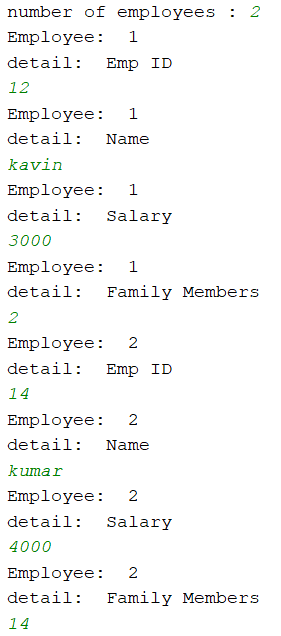 number of employees : 2
Employee:  1
detail:  Emp ID
12
Employee:  1
detail:  Name
kavin
Employee:  1
detail:  Salary
3000
Employee:  1
detail:  Family Members
2
Employee:  2
detail:  Emp ID
14
Employee:  2
detail:  Name
kumar
Employee:  2
detail:  Salary
4000
Employee:  2
detail:  Family Members
14